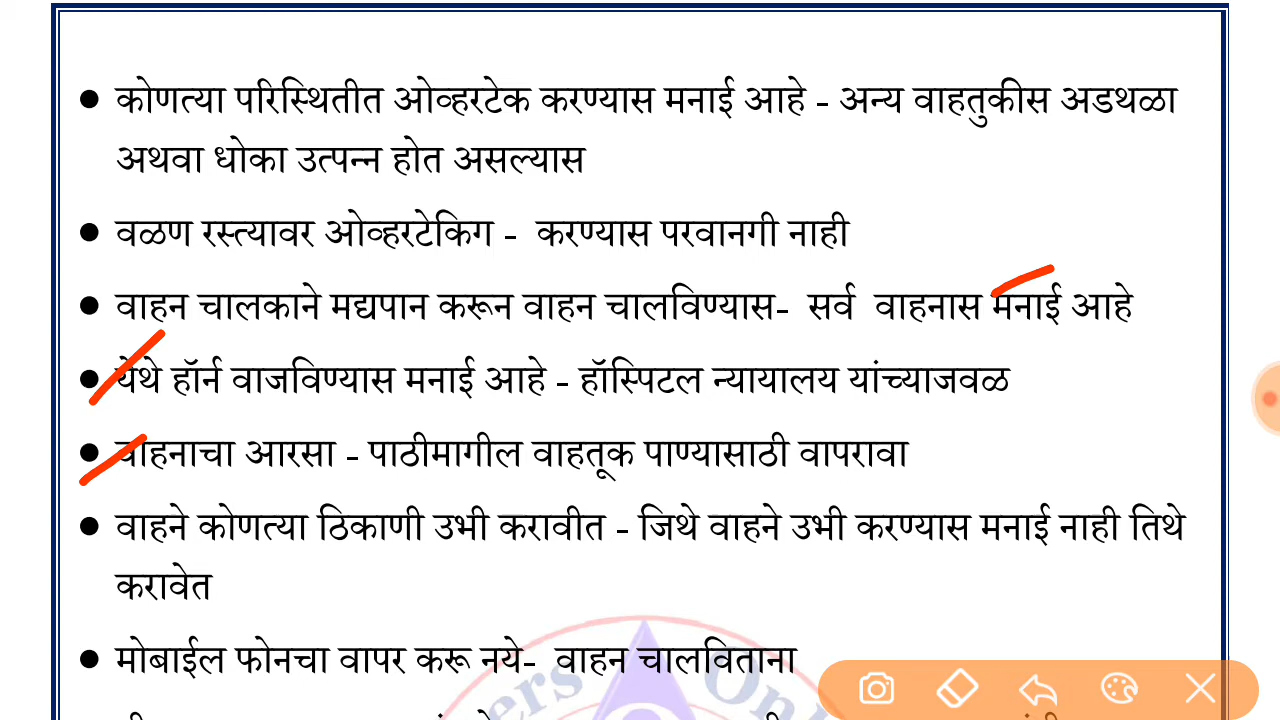 ● कोणत्या परिस्थितीत ओव्हरटेक करण्यास मनाई आहे - अन्य वाहतुकीस अडथळा
अथवा धोका उत्पन्न होत असल्यास
● वळण रस्त्यावर ओव्हरटेकिग - करण्यास परवानगी नाही
● वाहन चालकाने मद्यपान करून वाहन चालविण्यास- सर्व वाहनास मनाई आहे
● येथे हॉर्न वाजविण्यास मनाई आहे - हॉस्पिटल न्यायालय यांच्याजवळ
● वाहनाचा आरसा - पाठीमागील वाहतूक पाण्यासाठी वापरावा
● वाहने कोणत्या ठिकाणी उभी करावीत - जिथे वाहने उभी करण्यास मनाई नाही तिथे
करावेत
● मोबाईल फोनचा वापर करू नये- वाहन चालविताना